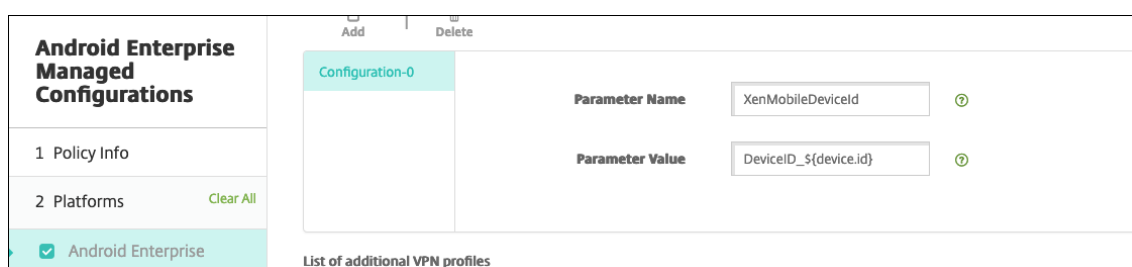 Add
Delete
Android Enterprise
Managed
Configurations
Configuration-0
Parameter Name
XenMobileDeviceId
Parameter Value
DeviceID_${device.id}
1 Policy Info
2 Platforms
Clear All
Android Enterprise
List of additional VPN profiles